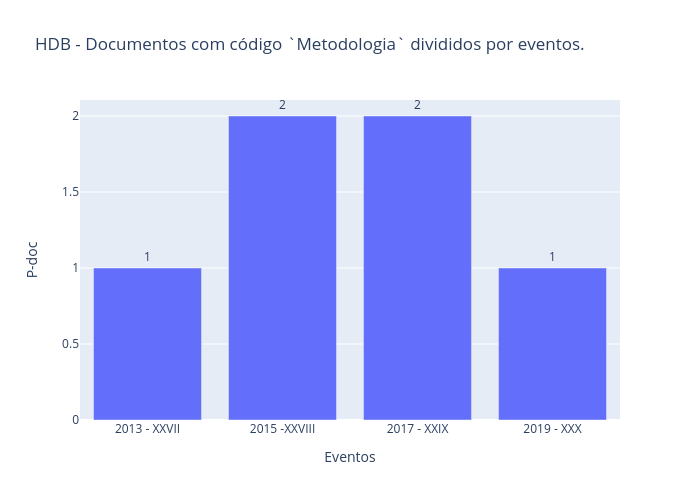 HDB - Documentos com código `Metodologia` divididos por eventos.
2
2
2
1.5
1
1
1
0.5
0
P-doc
2013 - XXVII
2015 -XXVIII
2017 - XXIX
2019 - XXX
Eventos